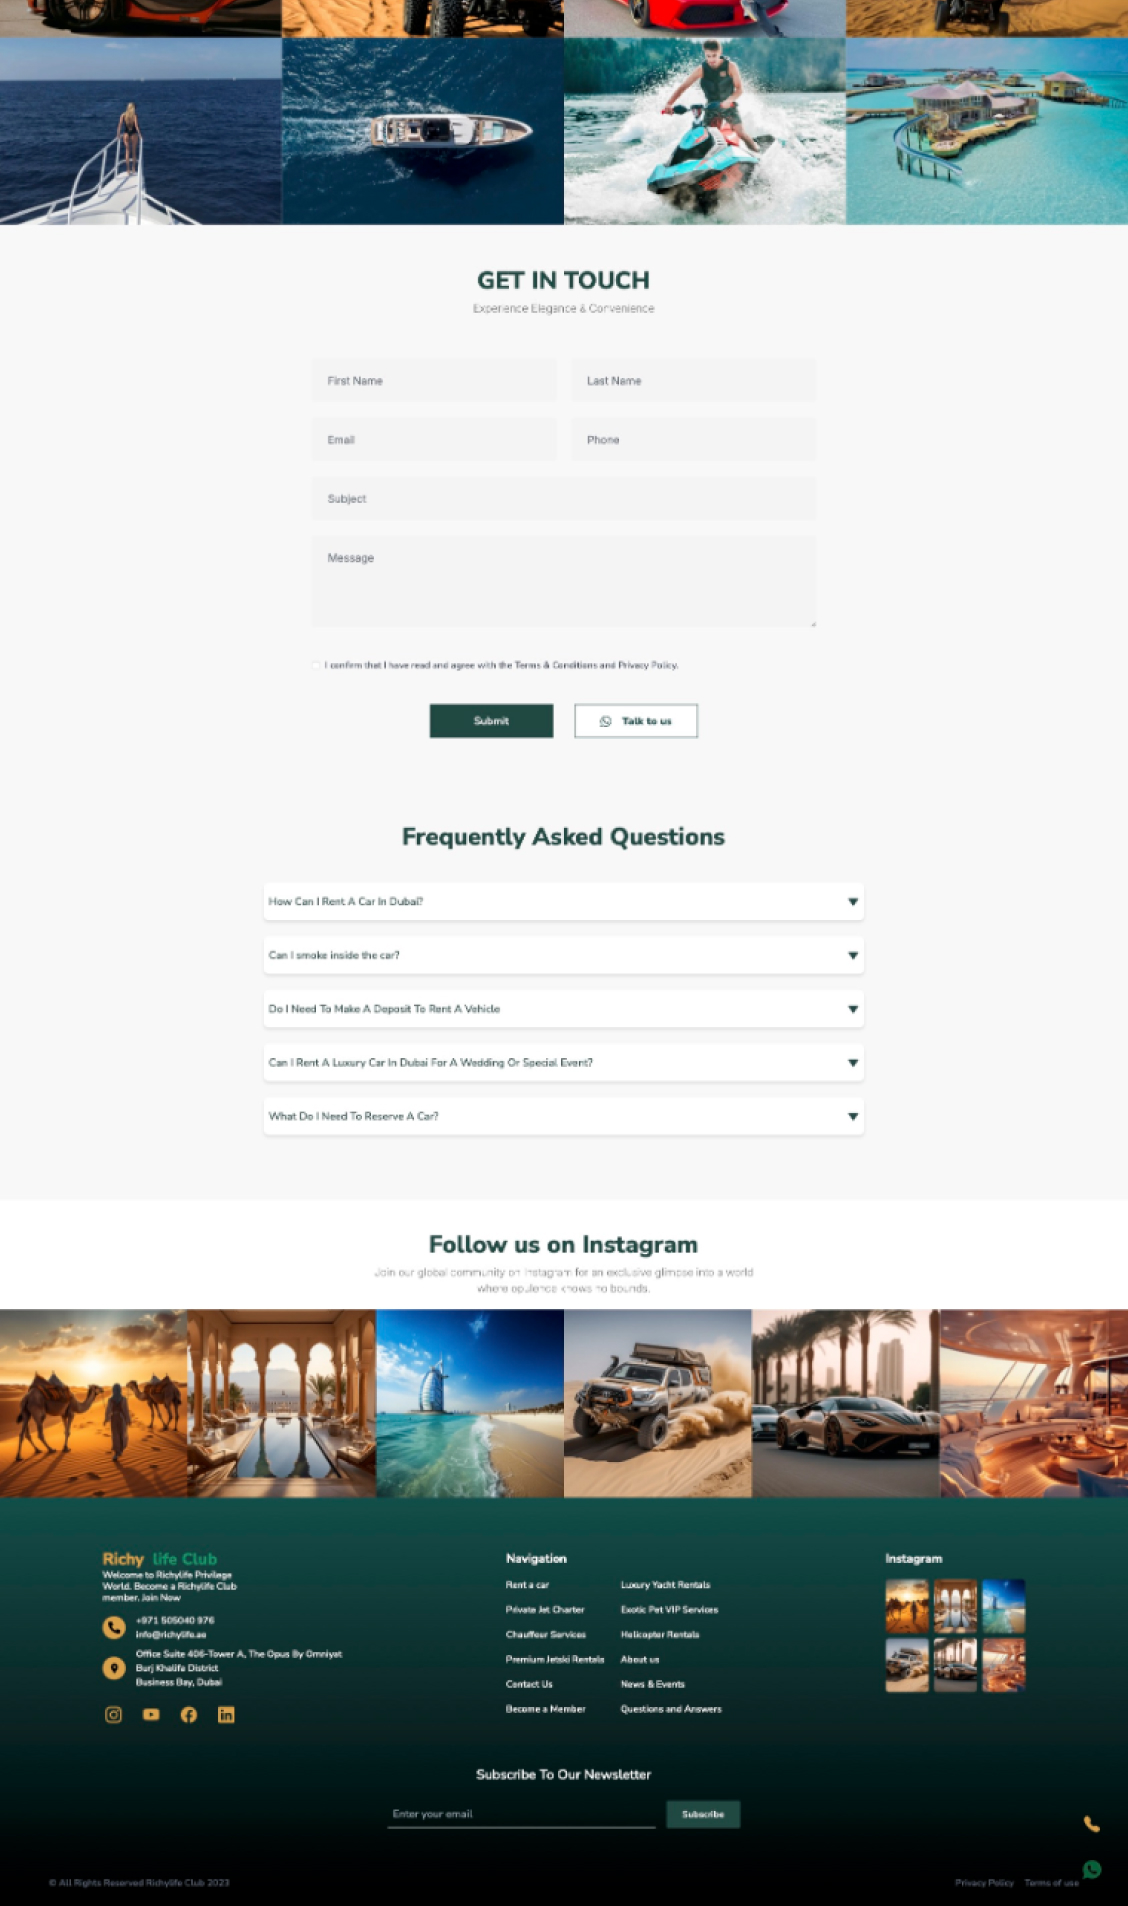 GET IN TOUCH
Experience Elegance & Convenience
First Name
Last Name
Email
Phone
Subject
Message
I confirm that I have read and agree with the Terms & Conditions and Privacy Policy.
Submit
Talk to us
Frequently Asked Questions
How Can I Rent A Car In Dubai?
Can I smoke inside the car?
Do I Need To Make A Deposit To Rent A Vehicle
Can I Rent A Luxury Car In Dubai For A Wedding Or Special Event?
What Do I Need To Reserve A Car?
Follow us on Instagram
Join our global community on Instagram for an exclusive glimpse into a world
where opulence knows no bounds.
Richy life Club
Welcome to Richylife Privilege
World. Become a Richylife Club
member. Join Now
+971 505040 976
info@richylife.ae
Office Suite 406-Tower A, The Opus By Omniyat
Burj Khalifa District
Business Bay, Dubai
Navigation
Rent a car
Private Jet Charter
Chauffeur Services
Premium Jetski Rentals
Contact Us
Become a Member
Luxury Yacht Rentals
Exotic Pet VIP Services
Helicopter Rentals
About us
News & Events
Questions and Answers
Instagram
Subscribe To Our Newsletter
Enter your email
Subscribe
© All Rights Reserved Richylife Club 2023
Privacy Policy
Terms of use